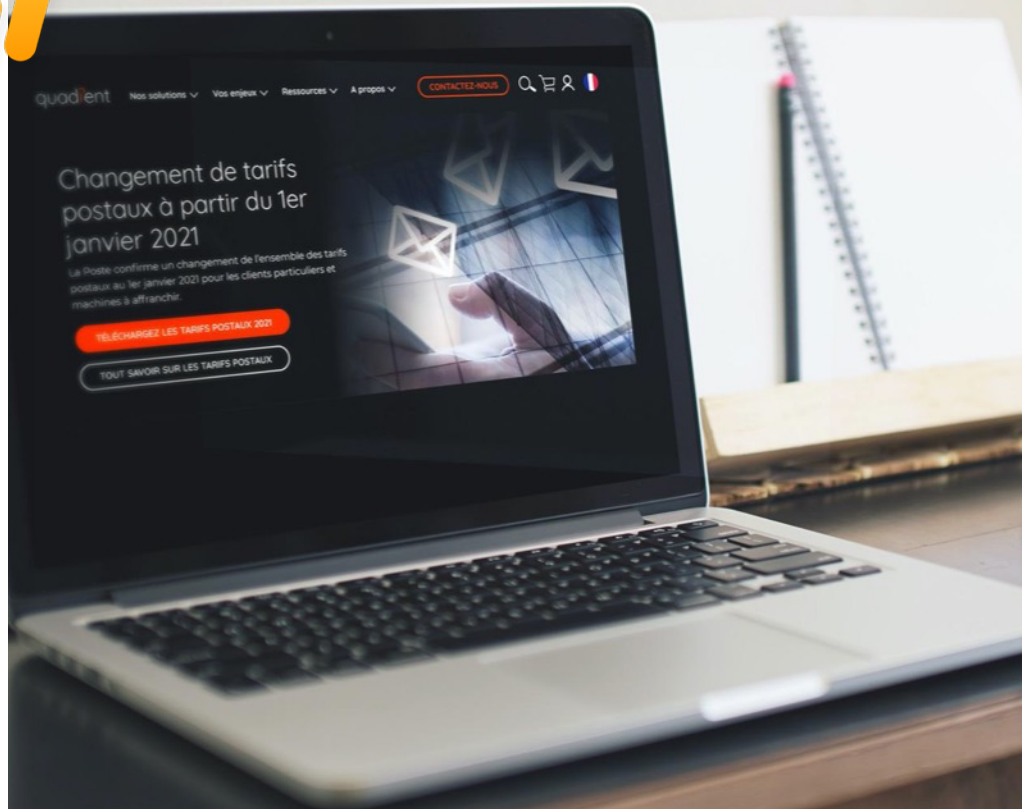 quadient
Nos solutions
Vos enjeux
Ressources
A propos
CONTACTEZ-NOUS
Changement de tarifs
postaux à partir du 1er
janvier 2021
La Poste confirme un changement de l'ensemble des tarifs
postaux au 1er janvier 2021 pour les clients particuliers et
machines à affranchir.
TÉLÉCHARGEZ LES TARIFS POSTAUX 2021
TOUT SAVOIR SUR LES TARIFS POSTAUX